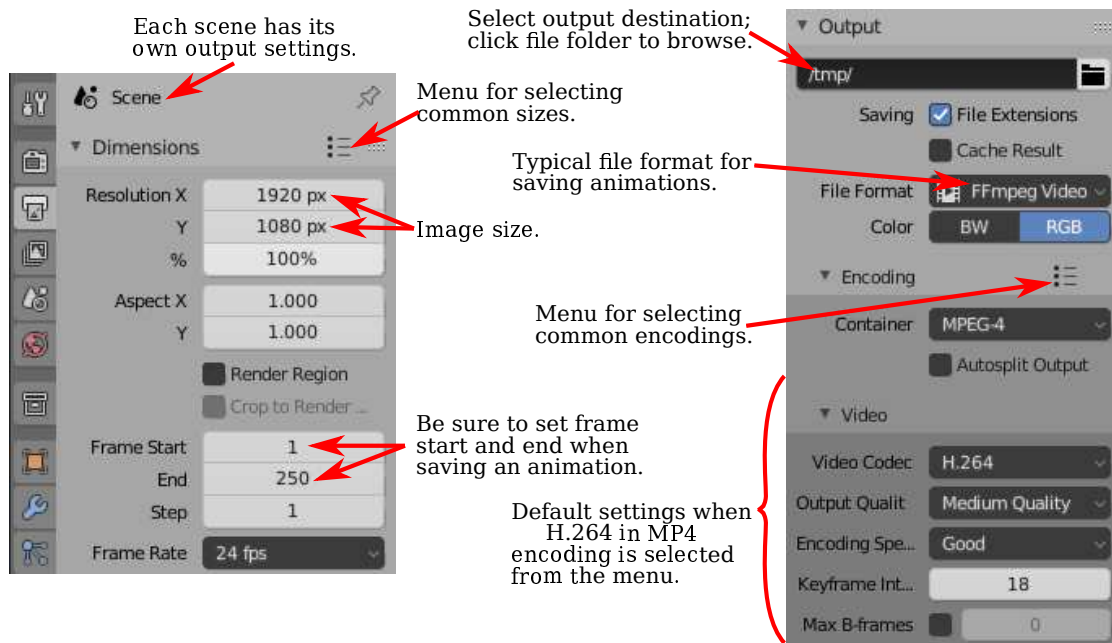 Each scene has its
own output settings.
Scene
Dimensions
Resolution X 1920 px
Y 1080 px
% 100%
Aspect X 1.000
Y 1.000
Render Region
Crop to Render ...
Frame Start 1
End 250
Step 1
Frame Rate 24 fps
Menu for selecting
common sizes.
Image size.
Be sure to set frame
start and end when
saving an animation.
Select output destination;
click file folder to browse.
Typical file format for
saving animations.
Menu for selecting
common encodings.
Default settings when
H.264 in MP4
encoding is selected
from the menu.
Output
/tmp/
Saving File Extensions
Cache Result
File Format FFmpeg Video
Color BW RGB
Encoding
Container MPEG-4
Autosplit Output
Video
Video Codec H.264
Output Qualit Medium Quality
Encoding Spe... Good
Keyframe Int... 18
Max B-frames 0